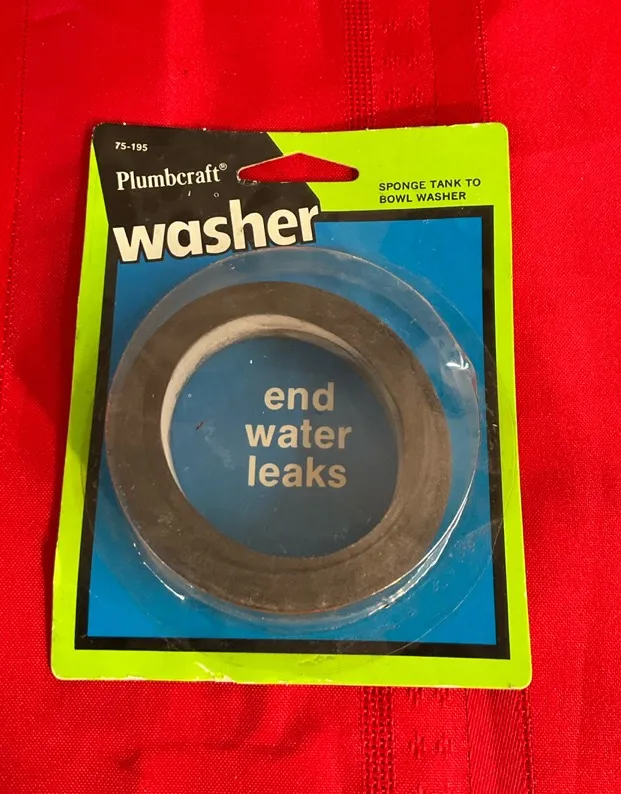 75-195
Plumbcraft®
washer
SPONGE TANK TO
BOWL WASHER
end
water
leaks